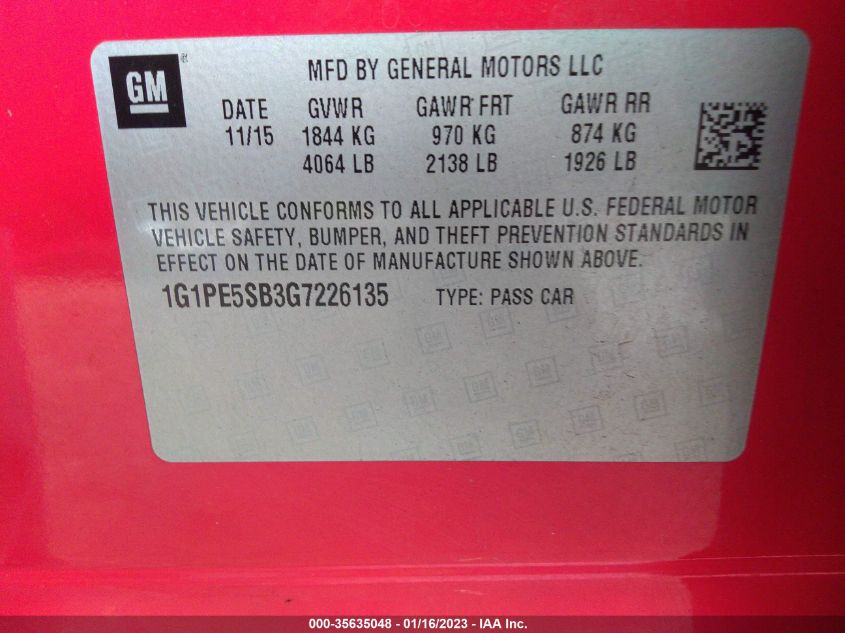 GM
MFD BY GENERAL MOTORS LLC
DATE GVWR GAWR FRT GAWR RR
11/15 1844 KG 970 KG 874 KG
4064 LB 2138 LB 1926 LB
THIS VEHICLE CONFORMS TO ALL APPLICABLE U.S. FEDERAL MOTOR
VEHICLE SAFETY, BUMPER, AND THEFT PREVENTION STANDARDS IN
EFFECT ON THE DATE OF MANUFACTURE SHOWN ABOVE.
1G1PE5SB3G7226135 TYPE: PASS CAR
000-35635048 - 01/16/2023 - IAA Inc.